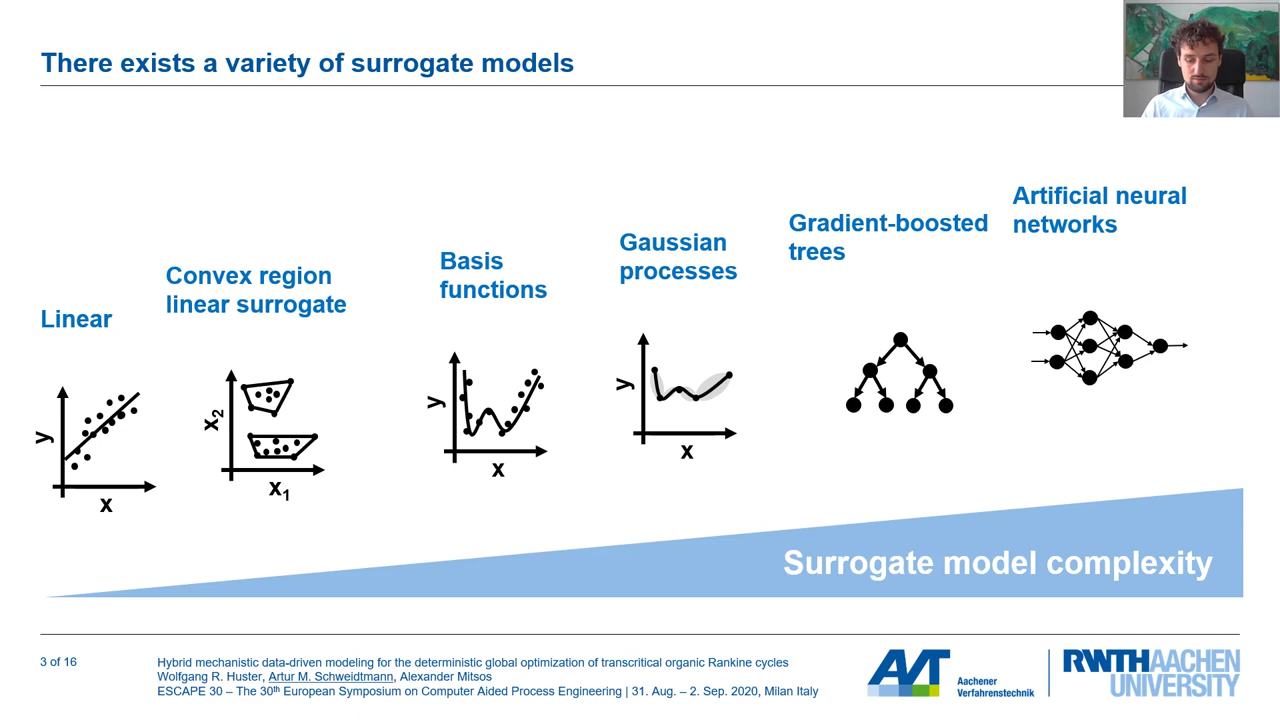 There exists a variety of surrogate models
Artificial neural
networks
Gradient-boosted
trees
Gaussian
processes
Basis
functions
Convex region
linear surrogate
Linear
y
x
x₂
x₁
y
x
y
x
Surrogate model complexity
3 of 16
Hybrid mechanistic data-driven modeling for the deterministic global optimization of transcritical organic Rankine cycles
Wolfgang R. Huster, Artur M. Schweidtmann, Alexander Mitsos
ESCAPE 30 – The 30th European Symposium on Computer Aided Process Engineering | 31. Aug. – 2. Sep. 2020, Milan Italy
AVT
Aachener
Verfahrenstechnik
RWTHAACHEN
UNIVERSITY